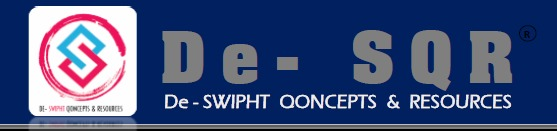 De- SQR®
De - SWIPHT QONCEPTS & RESOURCES
DE- SWIPHT QONCEPTS & RESOURCES